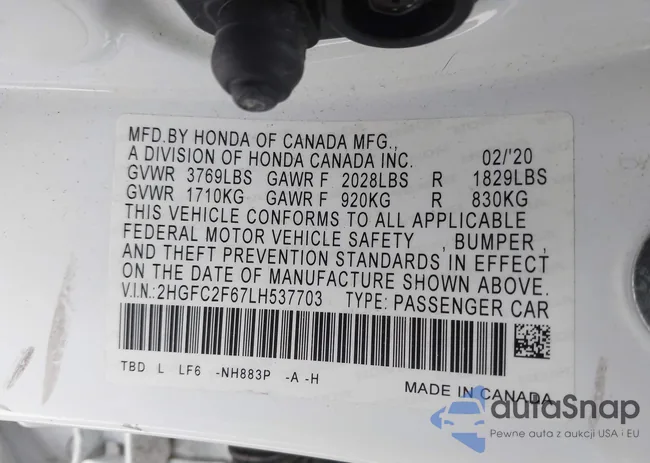 MFD.BY HONDA OF CANADA MFG.,
A DIVISION OF HONDA CANADA INC. 02/'20
GVWR 3769LBS GAWR F 2028LBS R 1829LBS
GVWR 1710KG GAWR F 920KG R 830KG
THIS VEHICLE CONFORMS TO ALL APPLICABLE
FEDERAL MOTOR VEHICLE SAFETY , BUMPER ,
AND THEFT PREVENTION STANDARDS IN EFFECT
ON THE DATE OF MANUFACTURE SHOWN ABOVE.
V.I.N.:2HGFC2F67LH537703 TYPE: PASSENGER CAR
TBD L LF6 -NH883P -A -H
MADE IN CANADA
autaSnap
Pewne auta z aukcji USA i EU